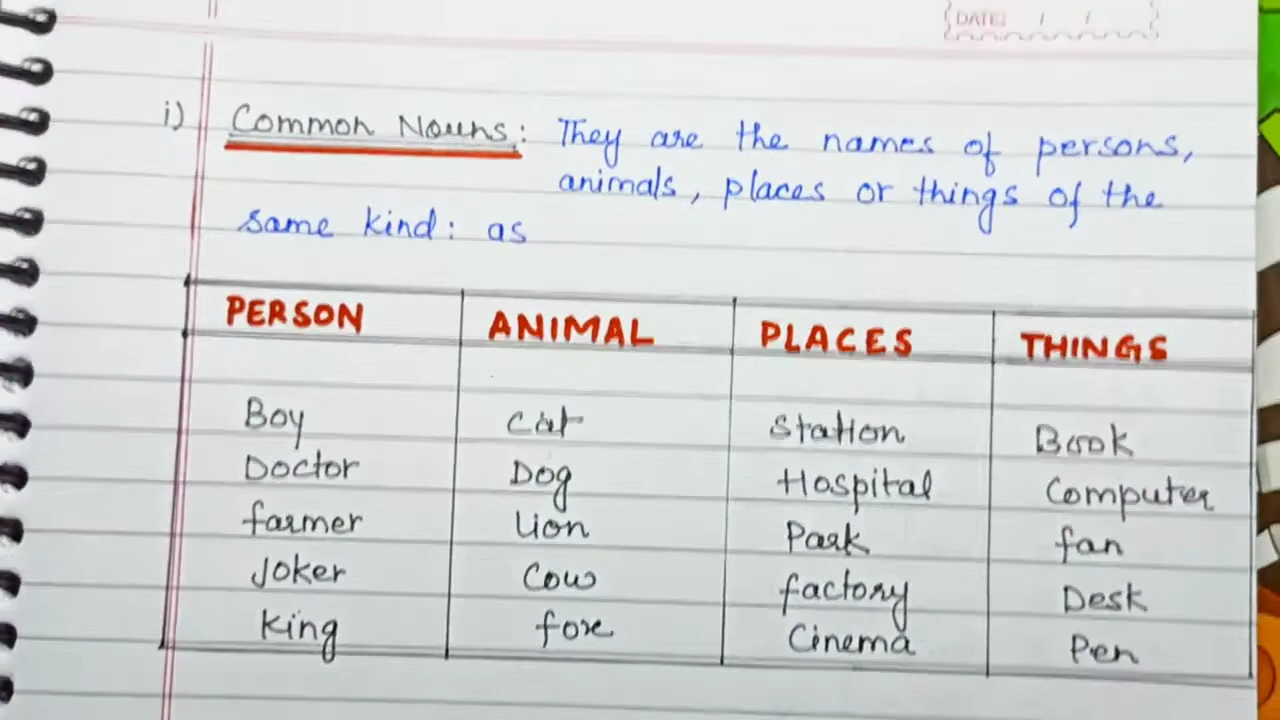 DATE: / /
i) Common Nouns: They are the names of persons,
animals, places or things of the
same kind: as
PERSON ANIMAL PLACES THINGS
Boy Cat Station Book
Doctor Dog Hospital Computer
farmer Lion Park fan
Joker Cow factory Desk
King fox Cinema Pen